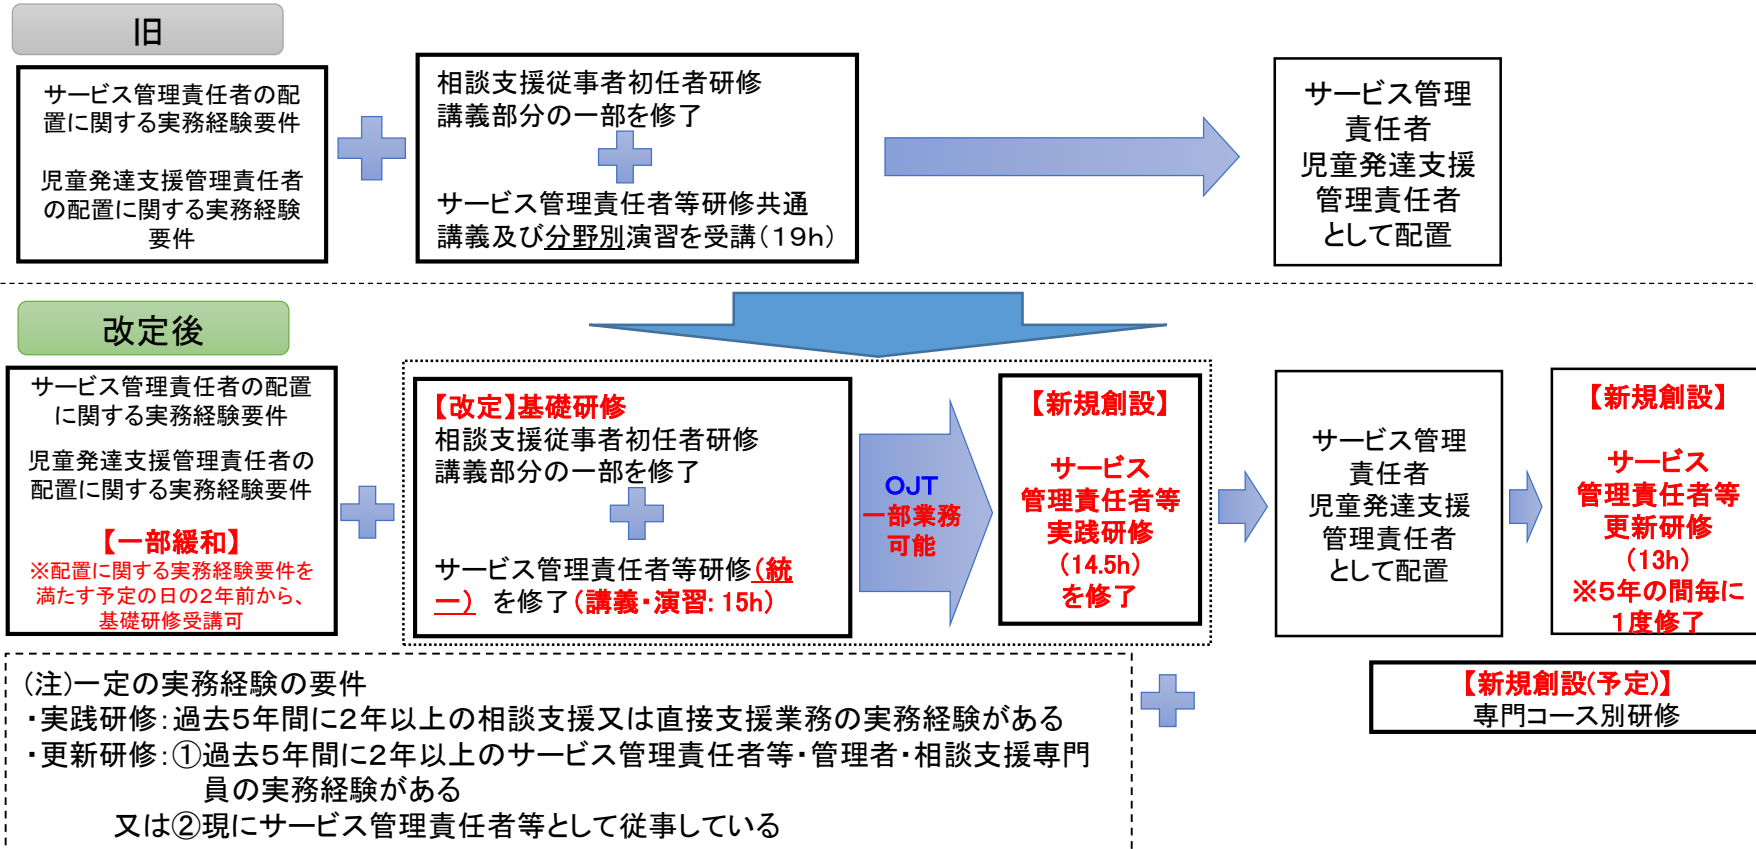 旧
サービス管理責任者の配
置に関する実務経験要件
児童発達支援管理責任者
の配置に関する実務経験
要件
相談支援従事者初任者研修
講義部分の一部を修了
サービス管理責任者等研修共通
講義及び分野別演習を受講(19h)
サービス管理
責任者
児童発達支援
管理責任者
として配置
改定後
サービス管理責任者の配置
に関する実務経験要件
児童発達支援管理責任者の
配置に関する実務経験要件
【一部緩和】
※配置に関する実務経験要件を
満たす予定の日の2年前から、
基礎研修受講可
【改定】基礎研修
相談支援従事者初任者研修
講義部分の一部を修了
サービス管理責任者等研修(統
一) を修了(講義・演習:15h)
OJT
一部業務
可能
【新規創設】
サービス
管理責任者等
実践研修
(14.5h)
を修了
サービス管理
責任者
児童発達支援
管理責任者
として配置
【新規創設】
サービス
管理責任者等
更新研修
(13h)
※5年の間毎に
1度修了
(注)一定の実務経験の要件
・実践研修:過去5年間に2年以上の相談支援又は直接支援業務の実務経験がある
・更新研修:①過去5年間に2年以上のサービス管理責任者等・管理者・相談支援専門
員の実務経験がある
又は②現にサービス管理責任者等として従事している
【新規創設(予定)】
専門コース別研修